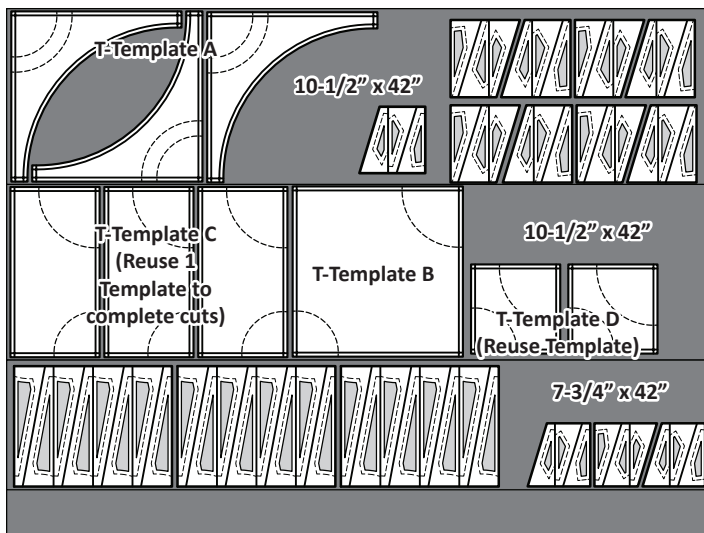 T-Template A
10-1/2” x 42”
T-Template C
(Reuse 1
Template to
complete cuts)
T-Template B
10-1/2” x 42”
T-Template D
(Reuse Template)
7-3/4” x 42”